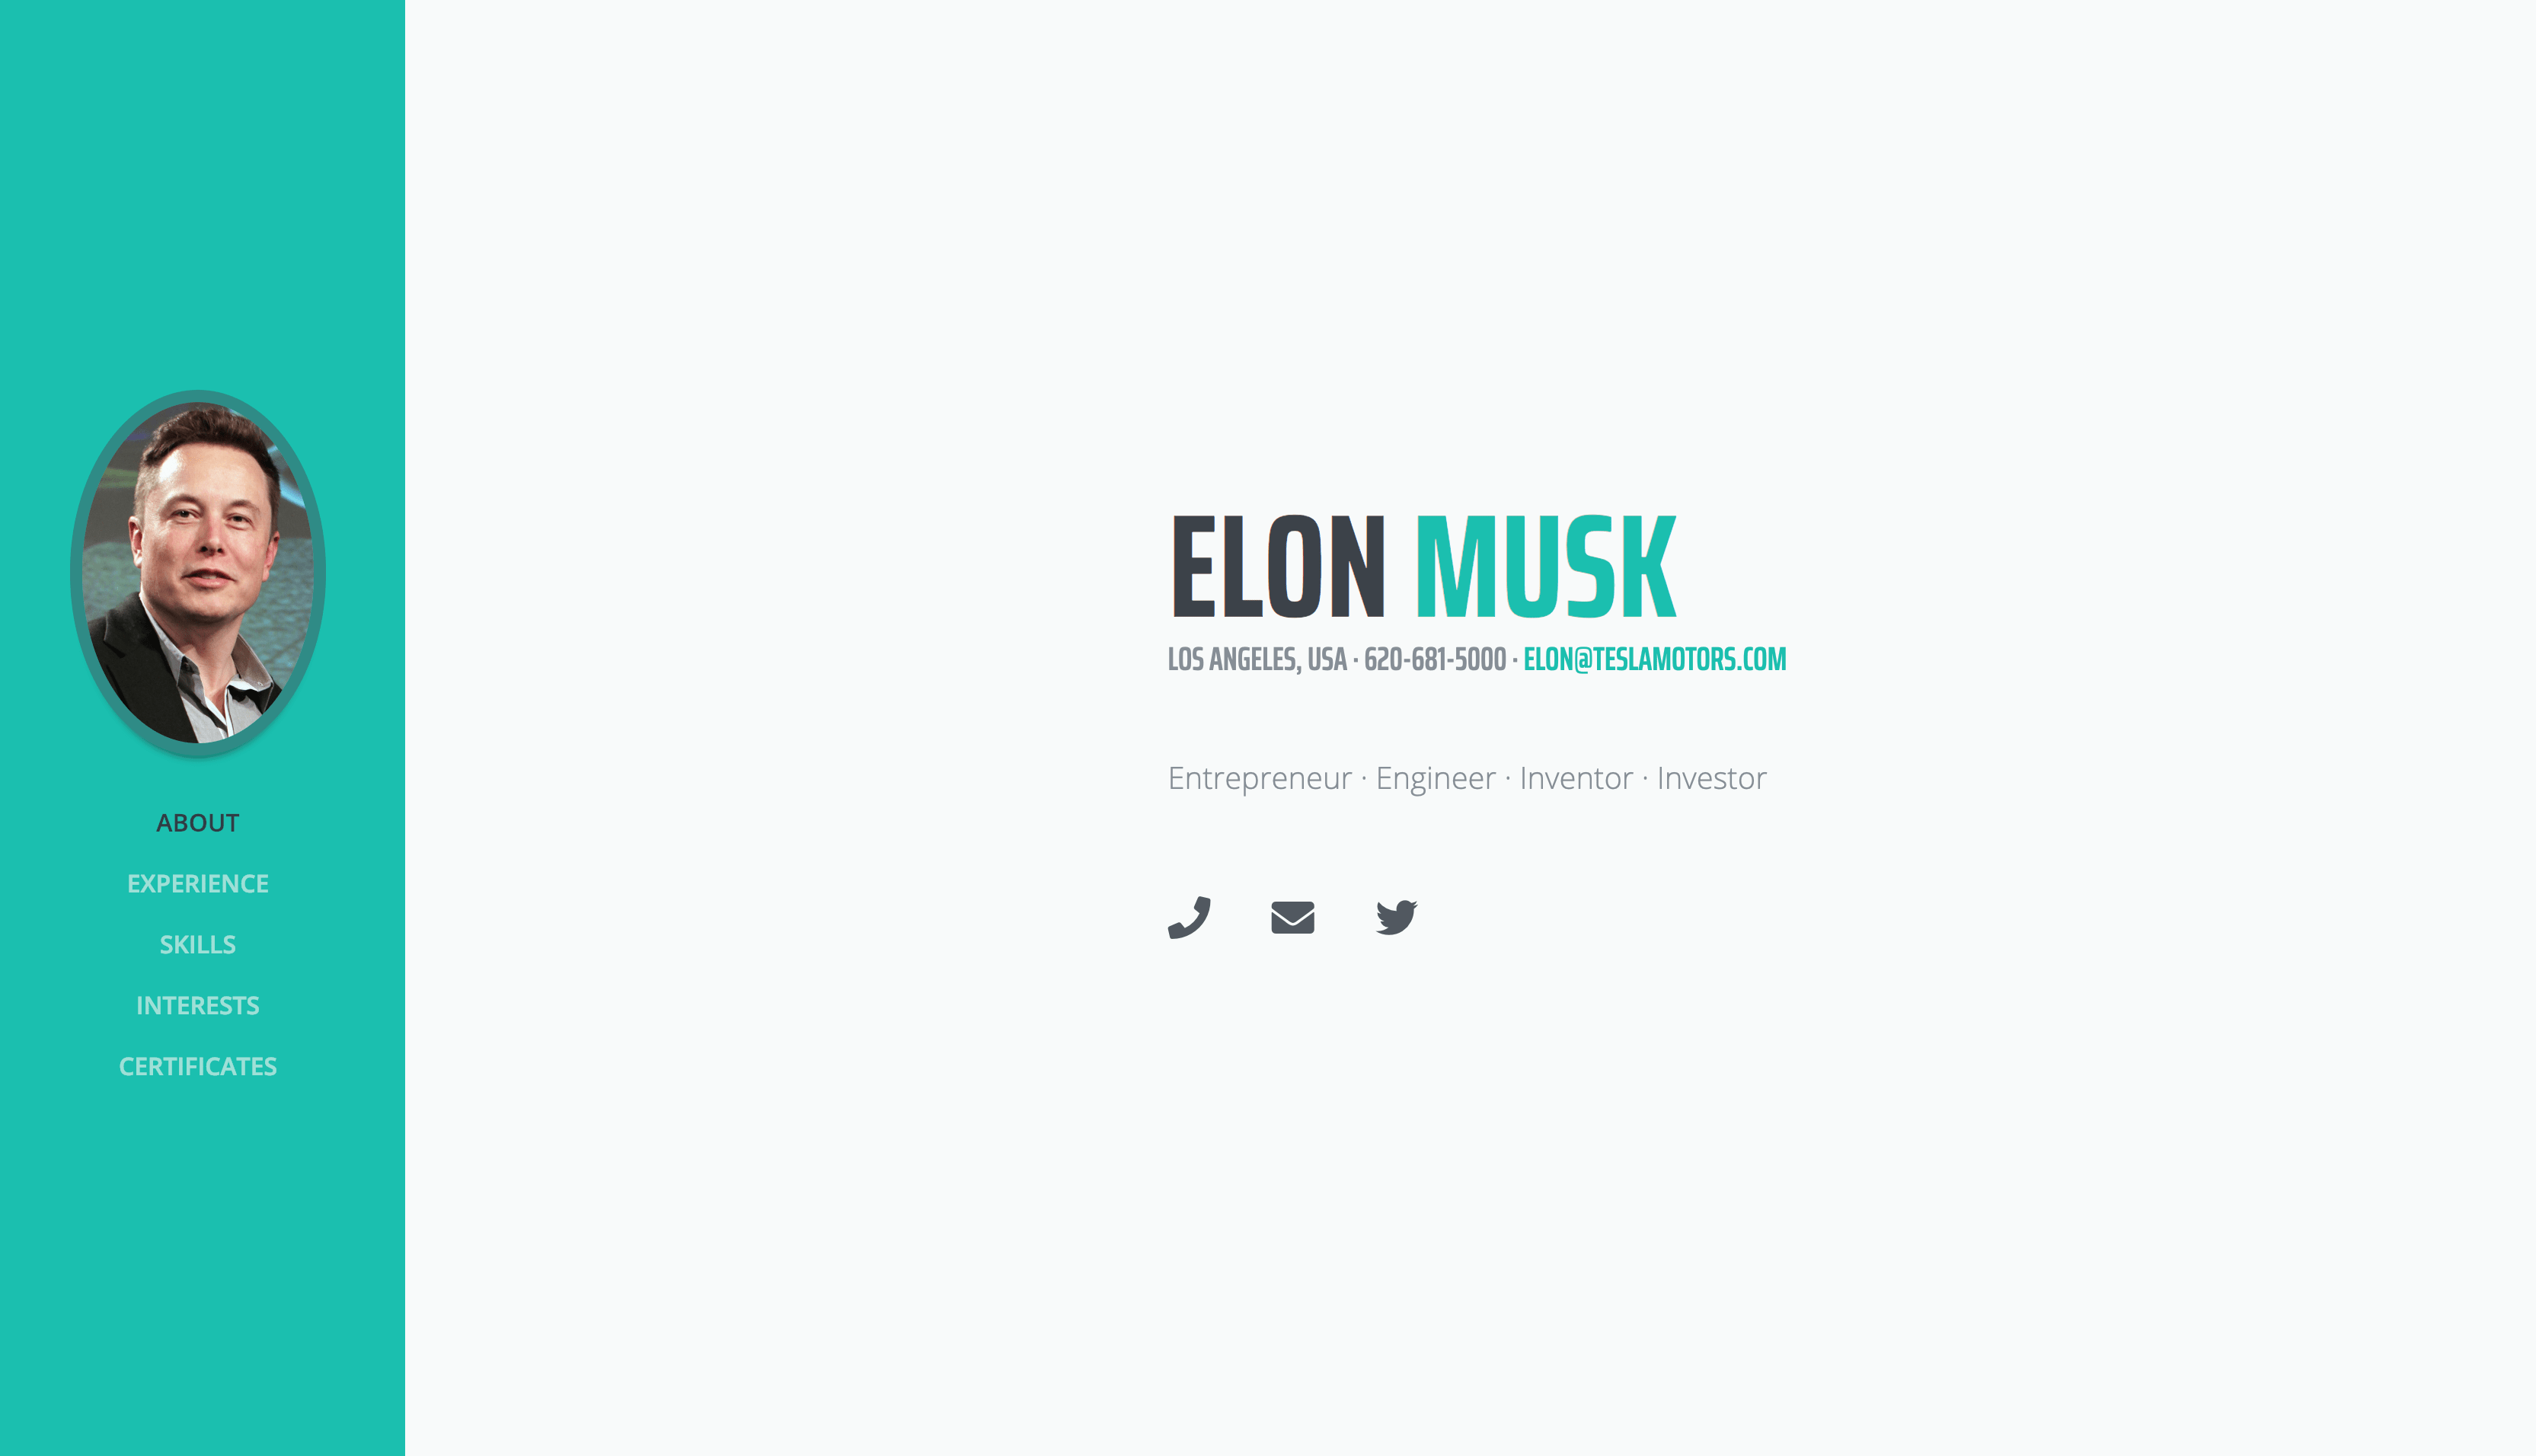 ABOUT
EXPERIENCE
SKILLS
INTERESTS
CERTIFICATES
ELON MUSK
LOS ANGELES, USA · 620-681-5000 · ELON@TESLAMOTORS.COM
Entrepreneur · Engineer · Inventor · Investor